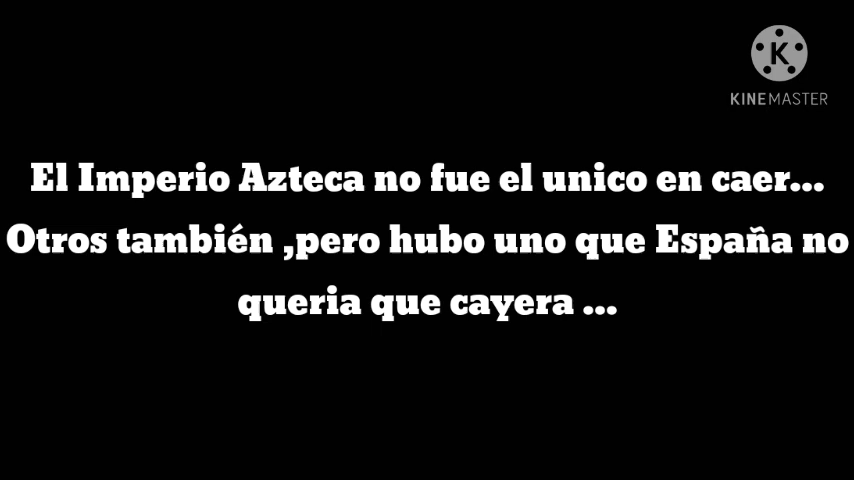 KINEMASTER
El Imperio Azteca no fue el unico en caer...
Otros también ,pero hubo uno que España no
queria que cayera ...